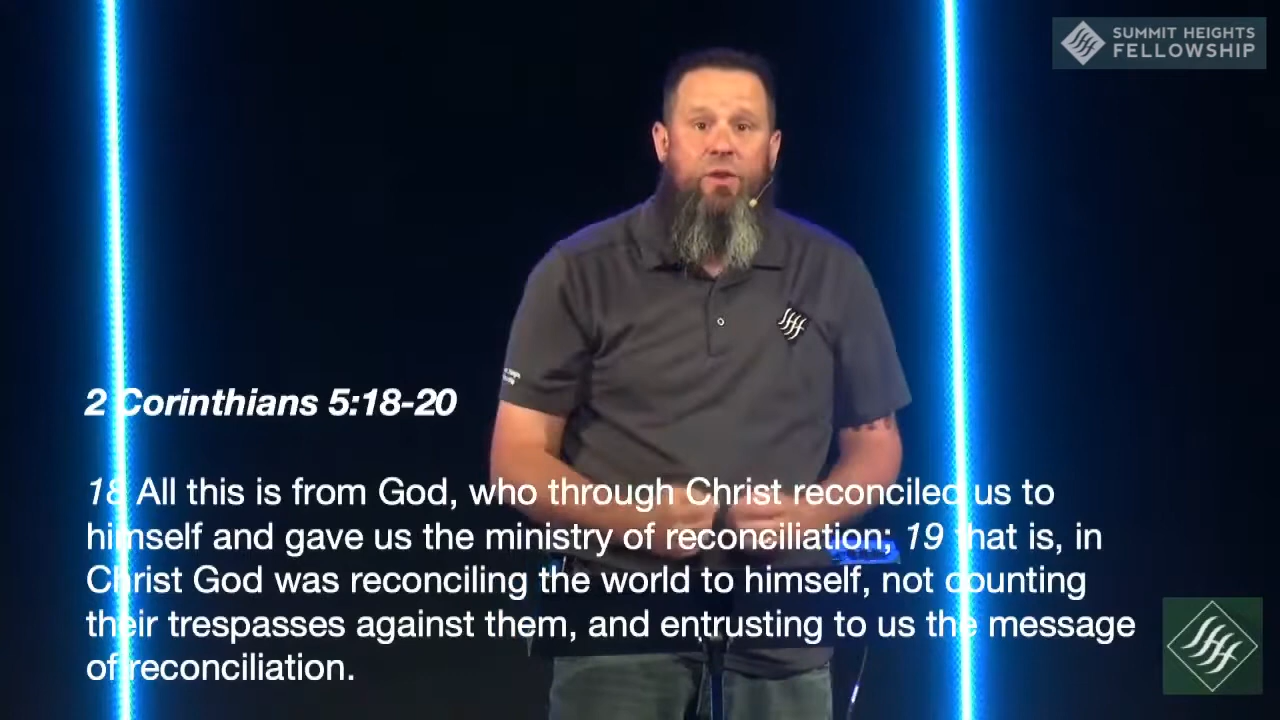 SUMMIT HEIGHTS
FELLOWSHIP
2 Corinthians 5:18-20
18 All this is from God, who through Christ reconciled us to
himself and gave us the ministry of reconciliation; 19 that is, in
Christ God was reconciling the world to himself, not counting
their trespasses against them, and entrusting to us the message
of reconciliation.